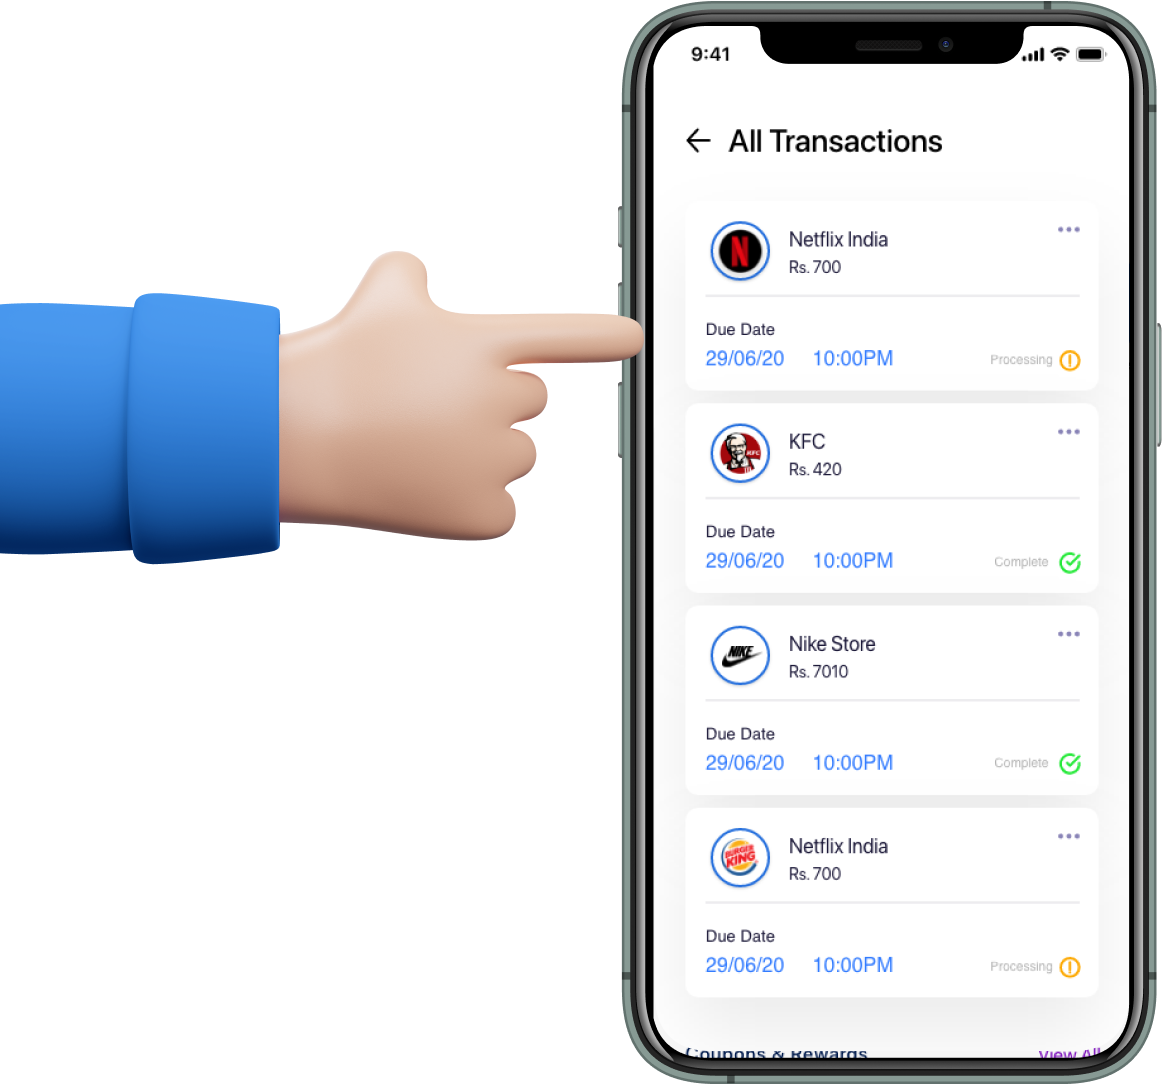 9:41
All Transactions
N
Netflix India
Rs. 700
Due Date
29/06/20 10:00PM
Processing
KFC
KFC
Rs. 420
Due Date
29/06/20 10:00PM
Complete
NIKE
Nike Store
Rs. 7010
Due Date
29/06/20 10:00PM
Complete
BURGER
KING
Netflix India
Rs. 700
Due Date
29/06/20 10:00PM
Processing
Coupons & Rewards View All